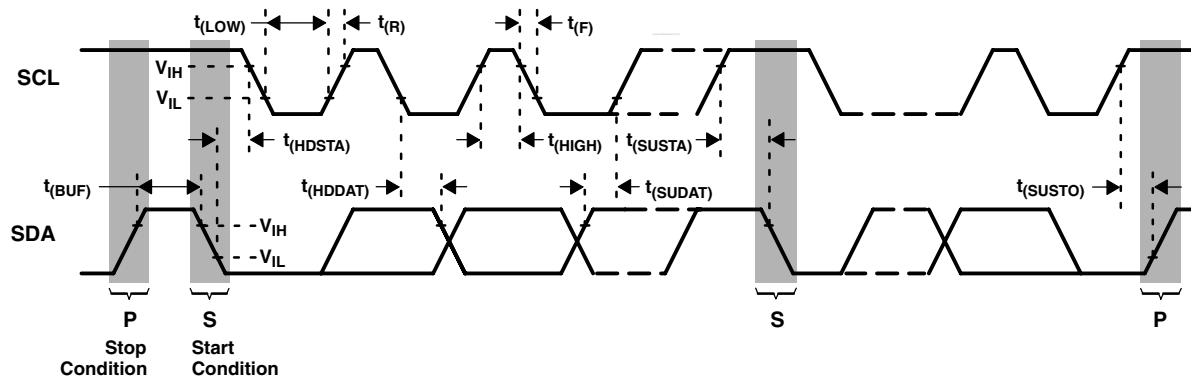 t(LOW)
t(R)
t(F)
SCL
VIH
VIL
t(HDSTA)
t(HIGH)
t(SUSTA)
t(BUF)
t(HDDAT)
t(SUDAT)
t(SUSTO)
SDA
VIH
VIL
P
S
S
P
Stop
Condition
Start
Condition